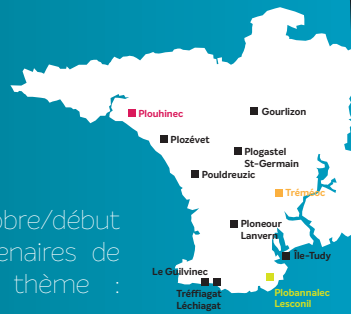 Plouhinec
Gourlizon
Plozévet
Plogastel
St-Germain
Pouldreuzic
Tréméoc
obre/début
enaires de
thème :
Ploneour
Lanvern
Île-Tudy
Le Guilvinec
Tréffiagat
Léchiagat
Plobannalec
Lesconil